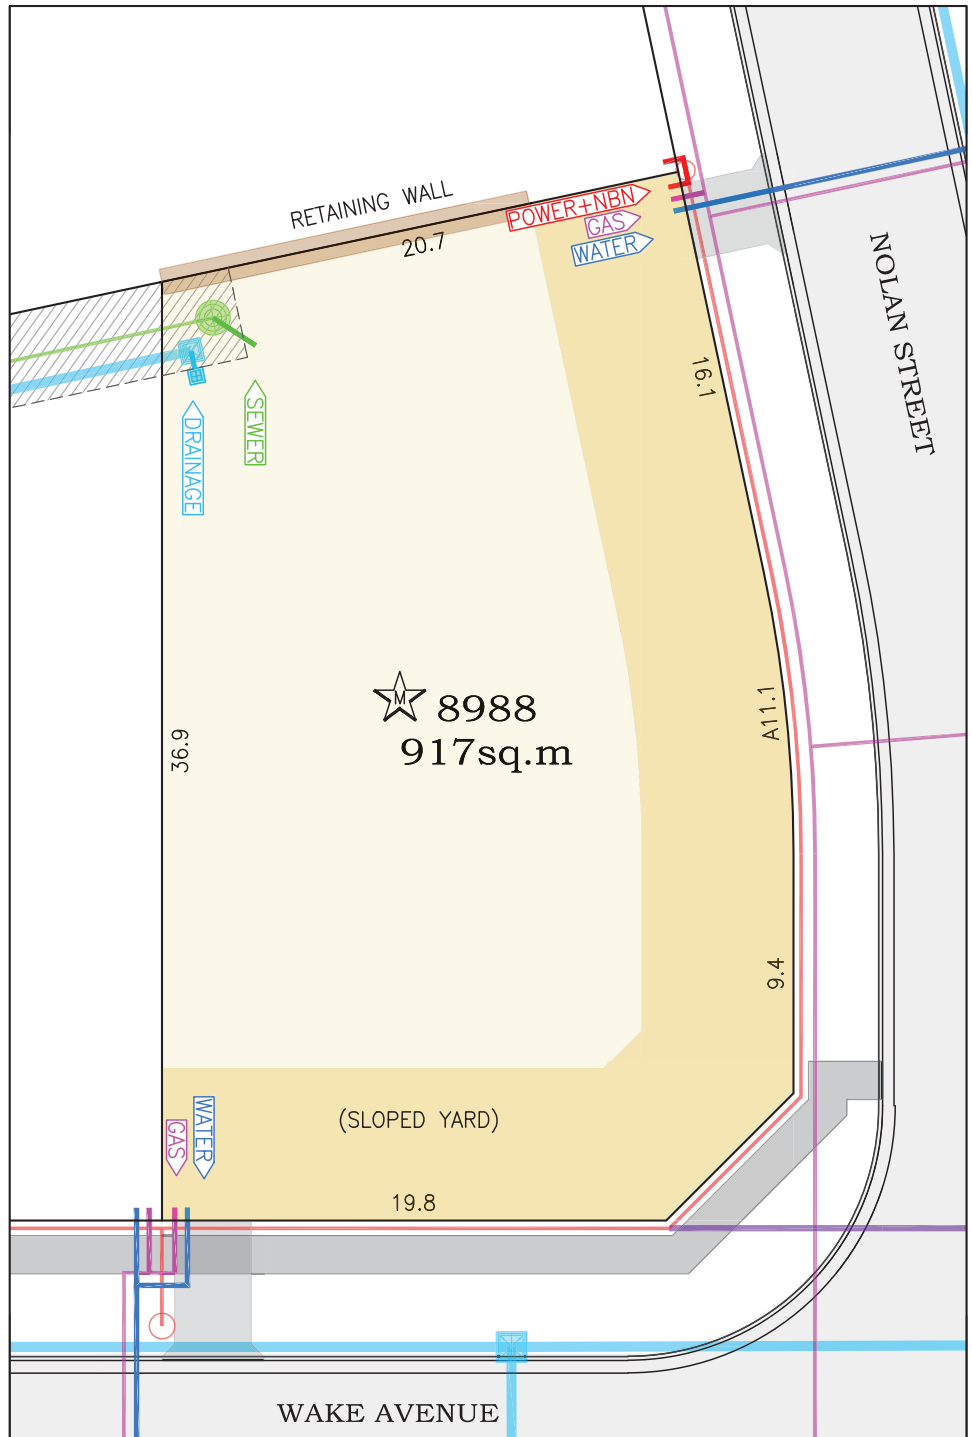 RETAINING WALL
20.7
POWER+NBN
GAS
WATER
NOLAN STREET
16.1
SEWER
DRAINAGE
M
8988
917sq.m
A11.1
36.9
9.4
WATER
GAS
(SLOPED YARD)
19.8
WAKE AVENUE